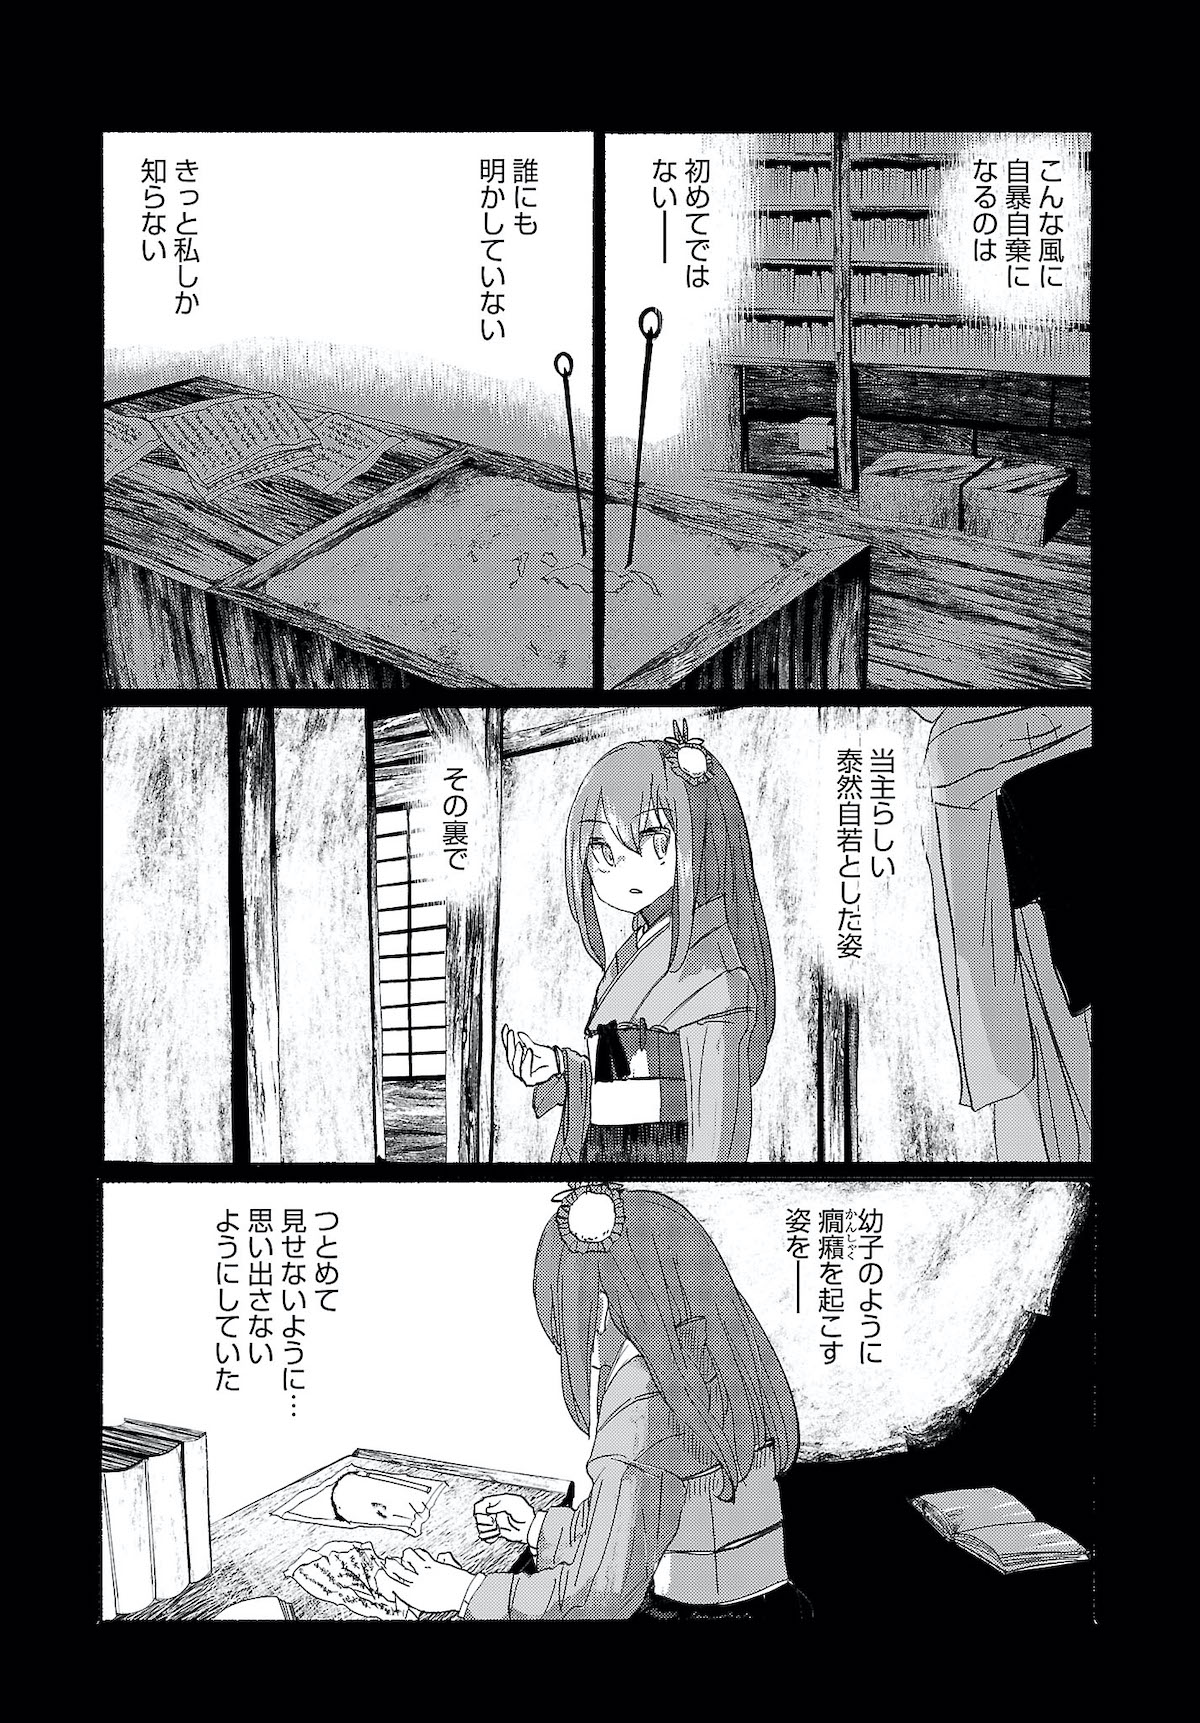 こんな風に
自暴自棄に
なるのは
初めてでは
ない――
誰にも
明かしていない
きっと私しか
知らない
当主らしい
泰然自若とした姿
その裏で
幼子のように
癇癪を起こす
かんしゃく
姿を――
つとめて
見せないように…
思い出さない
ようにしていた